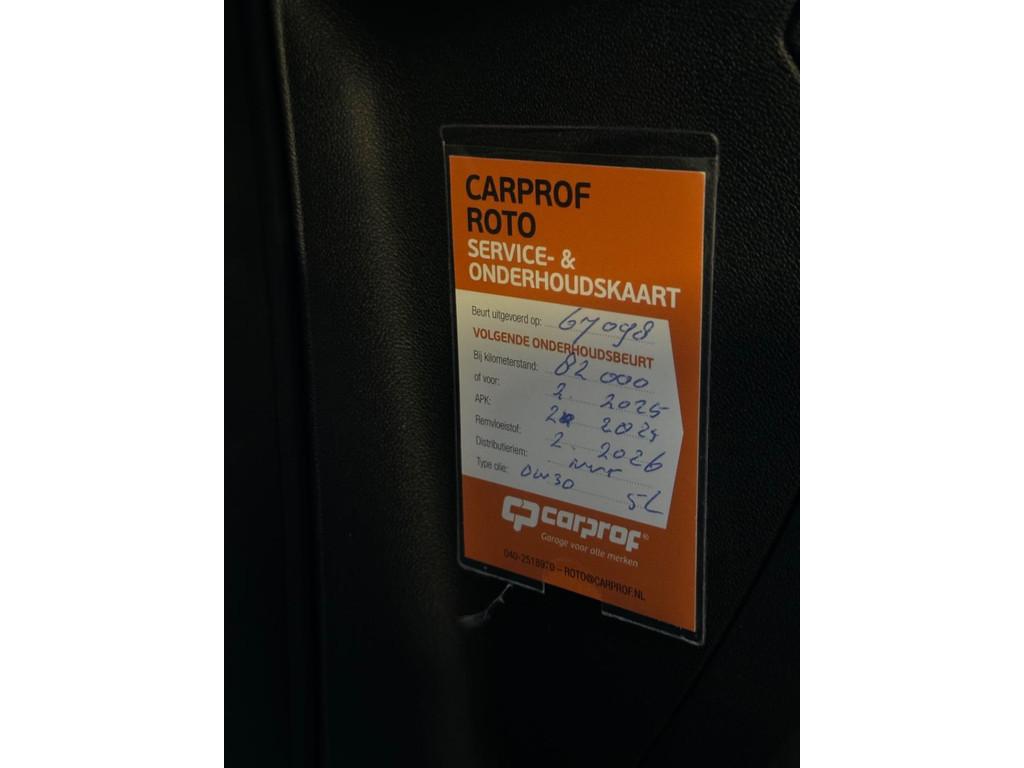 CARPROF
ROTO
SERVICE- &
ONDERHOUDSKAART
Beurt uitgevoerd op: 67098
VOLGENDE ONDERHOUDSBEURT
Bij kilometerstand: 82 000
of voor: 2. 2025
APK: 2 2024
Remvloeistof: 2. 2026
Distributieriem:
Type olie: 0W30 5L
CP carprof®
Garage voor alle merken
040-2518970 – ROTO@CARPROF.NL